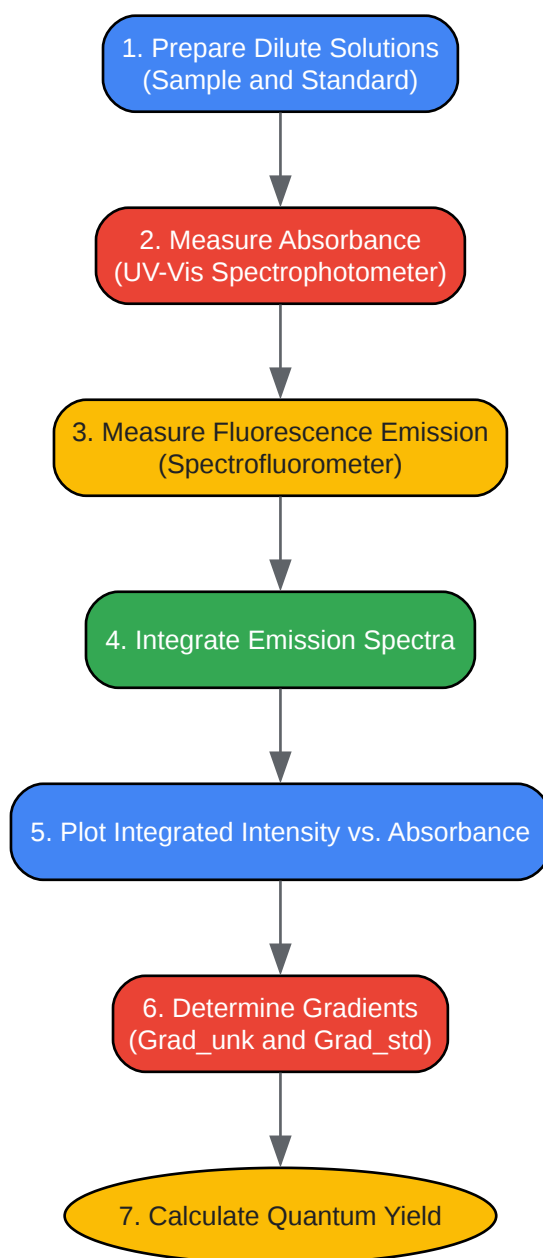 1. Prepare Dilute Solutions
(Sample and Standard)
2. Measure Absorbance
(UV-Vis Spectrophotometer)
3. Measure Fluorescence Emission
(Spectrofluorometer)
4. Integrate Emission Spectra
5. Plot Integrated Intensity vs. Absorbance
6. Determine Gradients
(Grad_unk and Grad_std)
7. Calculate Quantum Yield